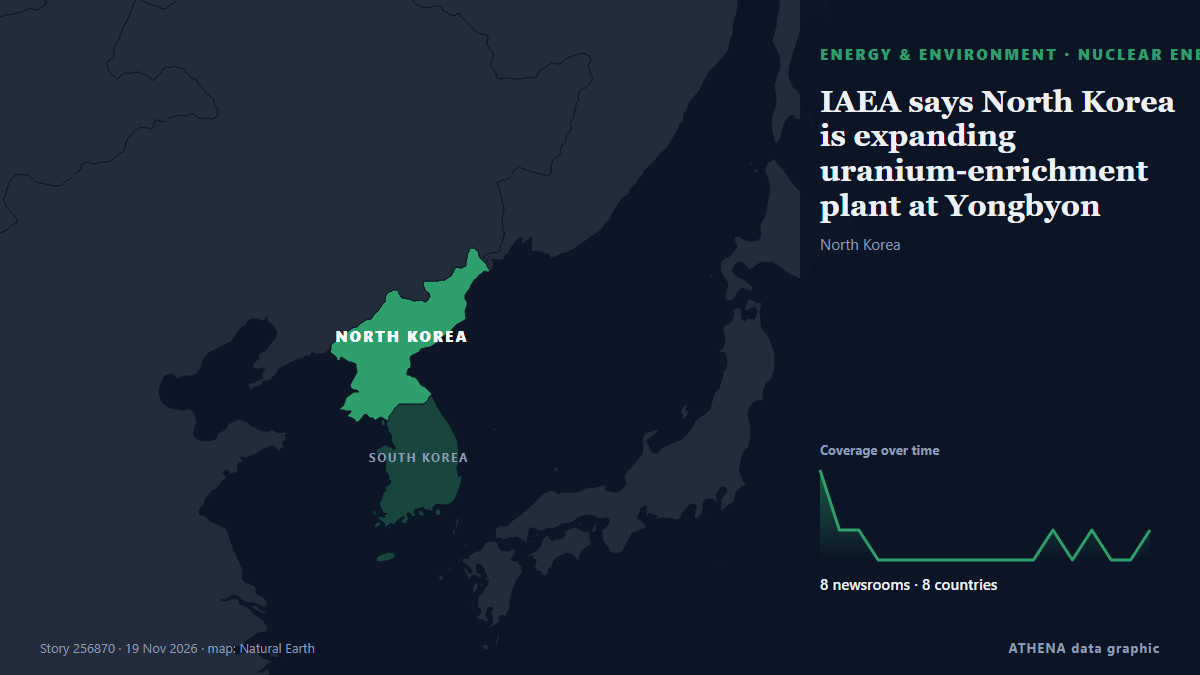 ENERGY & ENVIRONMENT · NUCLEAR ENE
IAEA says North Korea
is expanding
uranium-enrichment
plant at Yongbyon
North Korea
NORTH KOREA
SOUTH KOREA
Coverage over time
8 newsrooms · 8 countries
Story 256870 · 19 Nov 2026 · map: Natural Earth
ATHENA data graphic